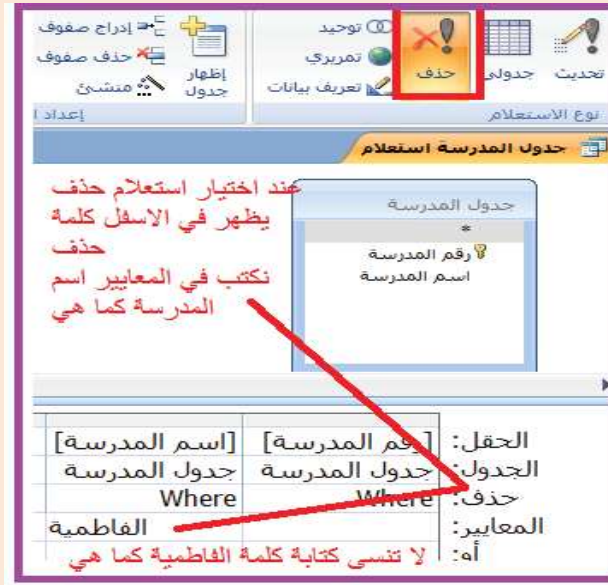 تحديث
جدولي
حذف
توحيد
تمريري
تعريف بيانات
إظهار جدول
إدراج صفوف
حذف صفوف
منشئ
نوع الاستعلام
إعداد ا
جدول المدرسة استعلام
عند اختيار استعلام حذف
يظهر في الاسفل كلمة
حذف
نكتب في المعايير اسم
المدرسة كما هي
جدول المدرسة
*
رقم المدرسة
اسم المدرسة
الحقل: [رقم المدرسة] [اسم المدرسة]
الجدول: جدول المدرسة جدول المدرسة
حذف: Where Where
المعايير: الفاطمية
أو: لا تنسى كتابة كلمة الفاطمية كما هي